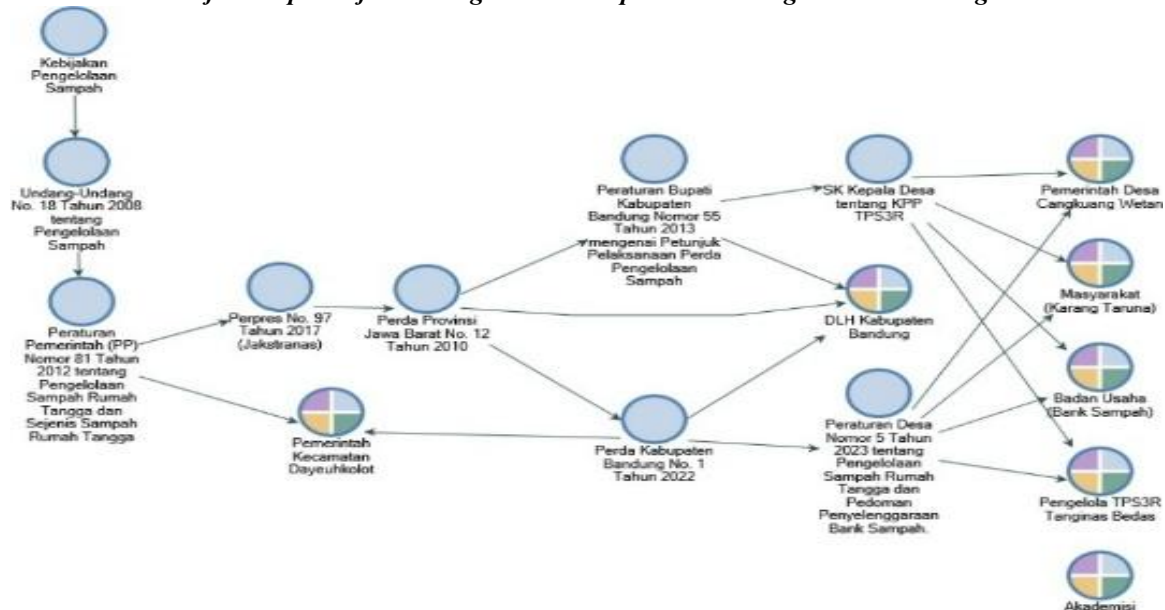 Kebijakan
Pengelolaan
Sampah
Undang-Undang
No. 18 Tahun 2008
tentang
Pengelolaan
Sampah
Peraturan
Pemerintah (PP)
Nomor 81 Tahun
2012 tentang
Pengelolaan
Sampah Rumah
Tangga dan
Sejenis Sampah
Rumah Tangga
Perpres No. 97
Tahun 2017
(Jakstranas)
Pemerintah
Kecamatan
Dayeuhkolot
Perda Provinsi
Jawa Barat No. 12
Tahun 2010
Peraturan Bupati
Kabupaten
Bandung Nomor 55
Tahun 2013
mengenai Petunjuk
Pelaksanaan Perda
Pengelolaan
Sampah
Perda Kabupaten
Bandung No. 1
Tahun 2022
SK Kepala Desa
tentang KPP
TPS3R
DLH Kabupaten
Bandung
Peraturan Desa
Nomor 5 Tahun
2023 tentang
Pengelolaan
Sampah Rumah
Tangga dan
Pedoman
Penyelenggaraan
Bank Sampah.
Pemerintah Desa
Cangkuang Wetan
Masyarakat
(Karang Taruna)
Badan Usaha
(Bank Sampah)
Pengelola TPS3R
Tanginas Bedas
Akademisi